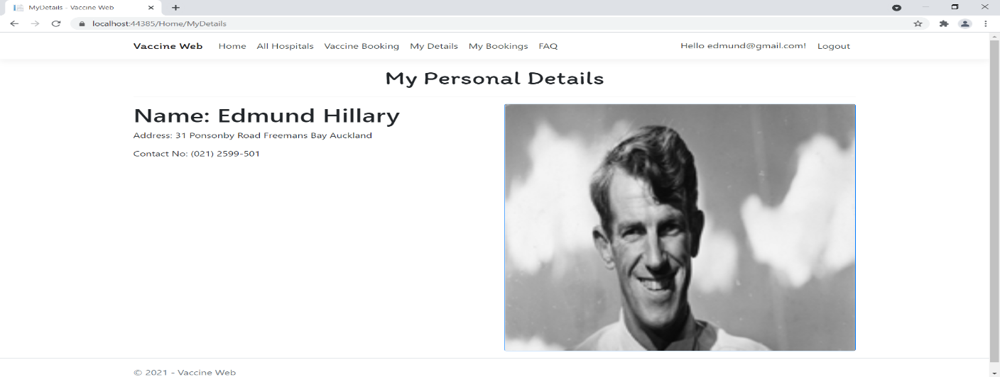 MyDetails - Vaccine Web
localhost:44385/Home/MyDetails
Vaccine Web Home All Hospitals Vaccine Booking My Details My Bookings FAQ Hello edmund@gmail.com! Logout
My Personal Details
Name: Edmund Hillary
Address: 31 Ponsonby Road Freemans Bay Auckland
Contact No: (021) 2599-501
© 2021 - Vaccine Web